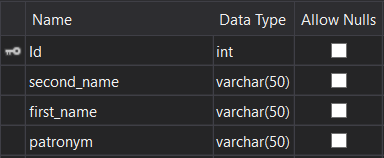 Name Data Type Allow Nulls
Id int
second_name varchar(50)
first_name varchar(50)
patronym varchar(50)